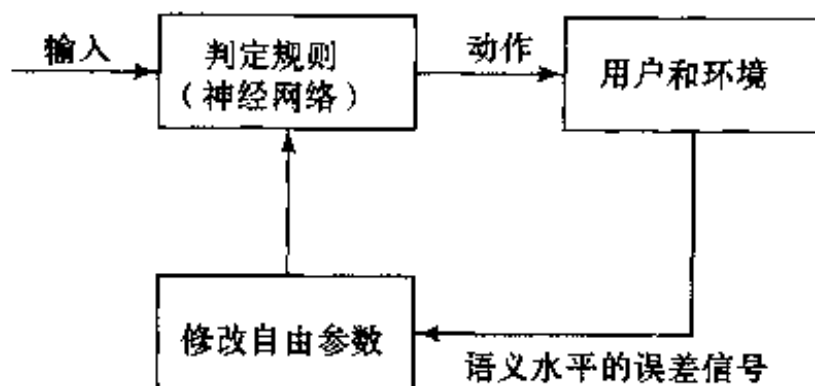 输入
判定规则
（神经网络）
动作
用户和环境
修改自由参数
语义水平的误差信号